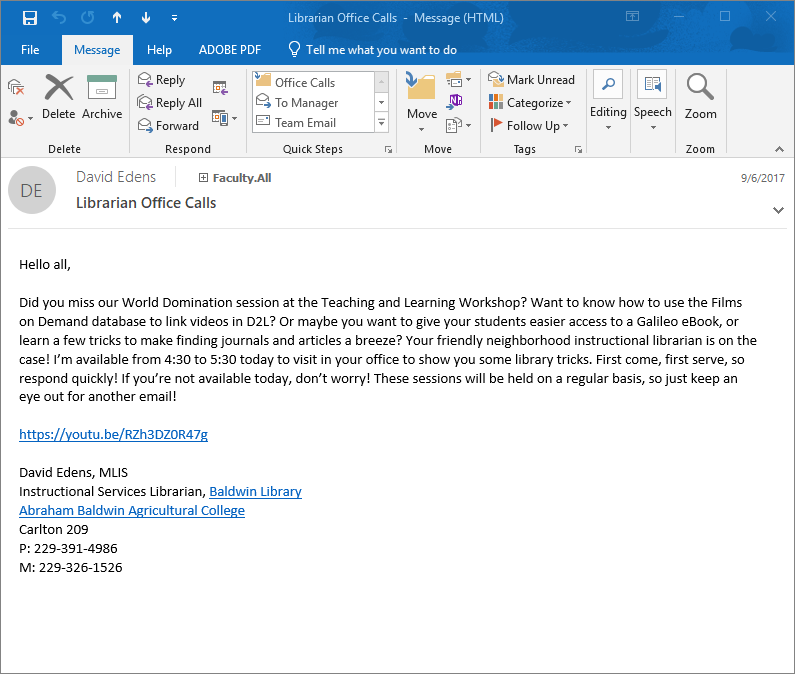 Librarian Office Calls - Message (HTML)
File Message Help ADOBE PDF Tell me what you want to do
Delete Archive
Delete
Reply
Reply All
Forward
Respond
Office Calls
To Manager
Team Email
Quick Steps
Move
Move
Mark Unread
Categorize
Follow Up
Tags
Editing
Speech
Zoom
Zoom
DE
David Edens Faculty.All 9/6/2017
Librarian Office Calls
Hello all,
Did you miss our World Domination session at the Teaching and Learning Workshop? Want to know how to use the Films
on Demand database to link videos in D2L? Or maybe you want to give your students easier access to a Galileo eBook, or
learn a few tricks to make finding journals and articles a breeze? Your friendly neighborhood instructional librarian is on the
case! I'm available from 4:30 to 5:30 today to visit in your office to show you some library tricks. First come, first serve, so
respond quickly! If you're not available today, don't worry! These sessions will be held on a regular basis, so just keep an
eye out for another email!
https://youtu.be/RZh3DZ0R47g
David Edens, MLIS
Instructional Services Librarian, Baldwin Library
Abraham Baldwin Agricultural College
Carlton 209
P: 229-391-4986
M: 229-326-1526